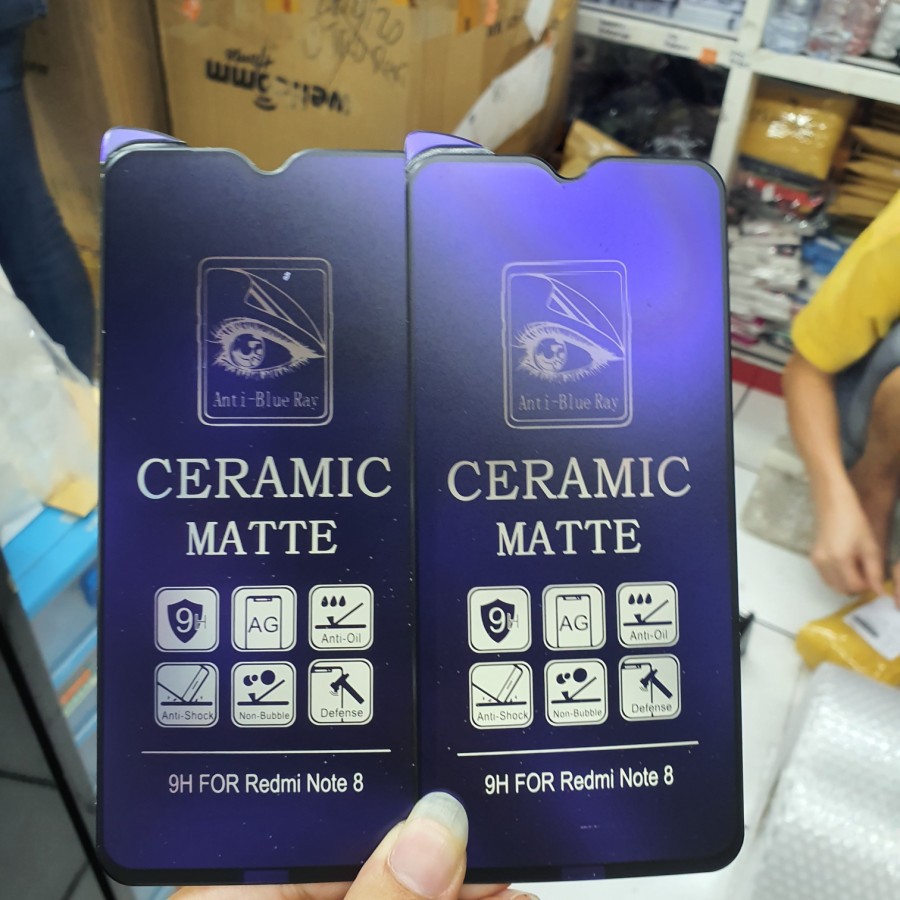 wellcomm
Anti-Blue Ray
CERAMIC
MATTE
9H
AG
Anti-Oil
Anti-Shock
Non-Bubble
Defense
9H FOR Redmi Note 8
Anti-Blue Ray
CERAMIC
MATTE
9H
AG
Anti-Oil
Anti-Shock
Non-Bubble
Defense
9H FOR Redmi Note 8